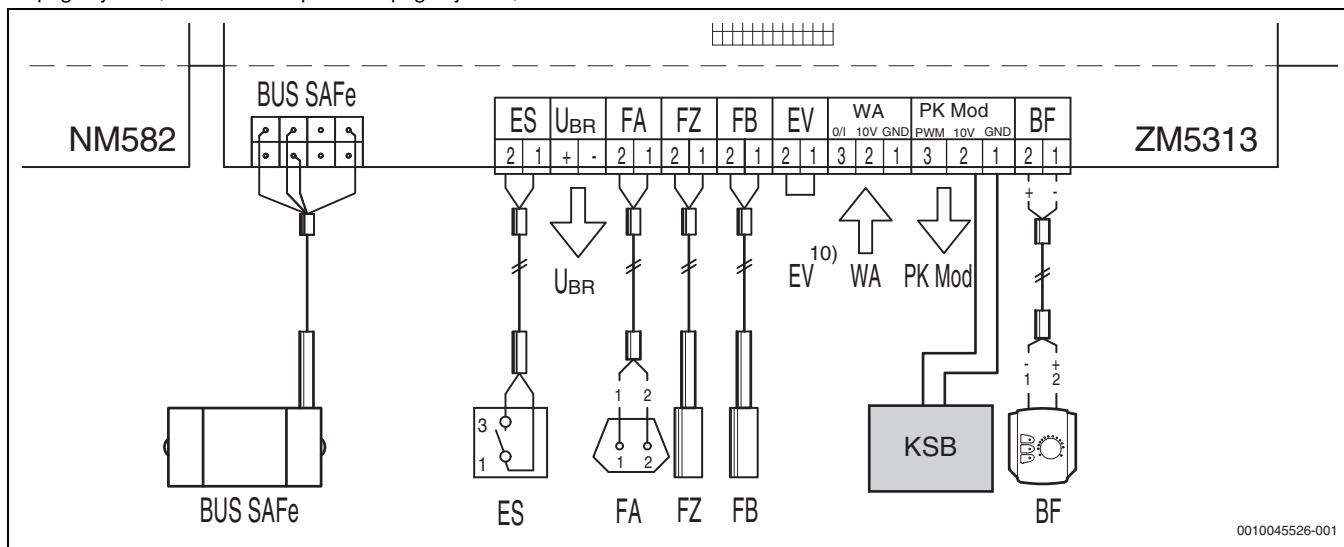 BUS SAFe
NM582
ZM5313
ES UBR FA FZ FB EV WA PK Mod BF
0/I 10V GND PWM 10V GND
2 1 + - 2 1 2 1 2 1 2 1 3 2 1 3 2 1 2 1
+ -
UBR
EV 10) WA PK Mod
- +
1 2
1 2
3
1
1 2
KSB
BUS SAFe
ES FA FZ FB BF
0010045526-001